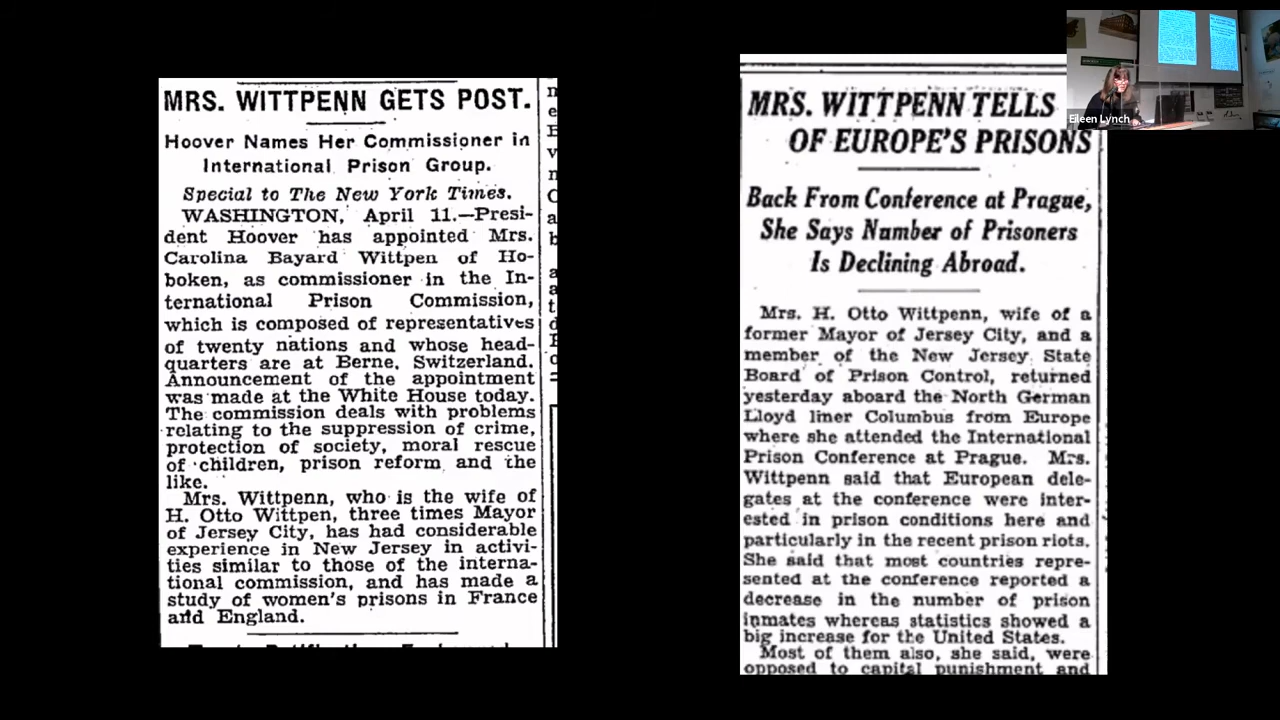 MRS. WITTPENN GETS POST.
Hoover Names Her Commissioner in
International Prison Group.
Special to The New York Times.
WASHINGTON, April 11.—Presi-
dent Hoover has appointed Mrs.
Carolina Bayard Wittpen of Ho-
boken, as commissioner in the In-
ternational Prison Commission,
which is composed of representatives
of twenty nations and whose head-
quarters are at Berne, Switzerland.
Announcement of the appointment
was made at the White House today.
The commission deals with problems
relating to the suppression of crime,
protection of society, moral rescue
of children, prison reform and the
like.
Mrs. Wittpenn, who is the wife of
H. Otto Wittpen, three times Mayor
of Jersey City, has had considerable
experience in New Jersey in activi-
ties similar to those of the interna-
tional commission, and has made a
study of women's prisons in France
and England.
MRS. WITTPENN TELLS
OF EUROPE'S PRISONS
Back From Conference at Prague,
She Says Number of Prisoners
Is Declining Abroad.
Mrs. H. Otto Wittpenn, wife of a
former Mayor of Jersey City, and a
member of the New Jersey State
Board of Prison Control, returned
yesterday aboard the North German
Lloyd liner Columbus from Europe
where she attended the International
Prison Conference at Prague. Mrs.
Wittpenn said that European dele-
gates at the conference were inter-
ested in prison conditions here and
particularly in the recent prison riots.
She said that most countries repre-
sented at the conference reported a
decrease in the number of prison
inmates whereas statistics showed a
big increase for the United States.
Most of them also, she said, were
opposed to capital punishment and
Eileen Lynch